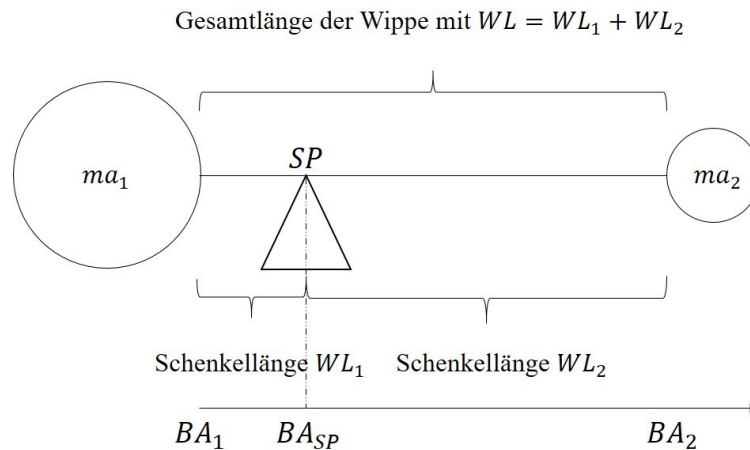 Gesamtlänge der Wippe mit WL = WL₁ + WL₂
SP
ma₁
ma₂
Schenkellänge WL₁
Schenkellänge WL₂
BA₁
BA_SP
BA₂